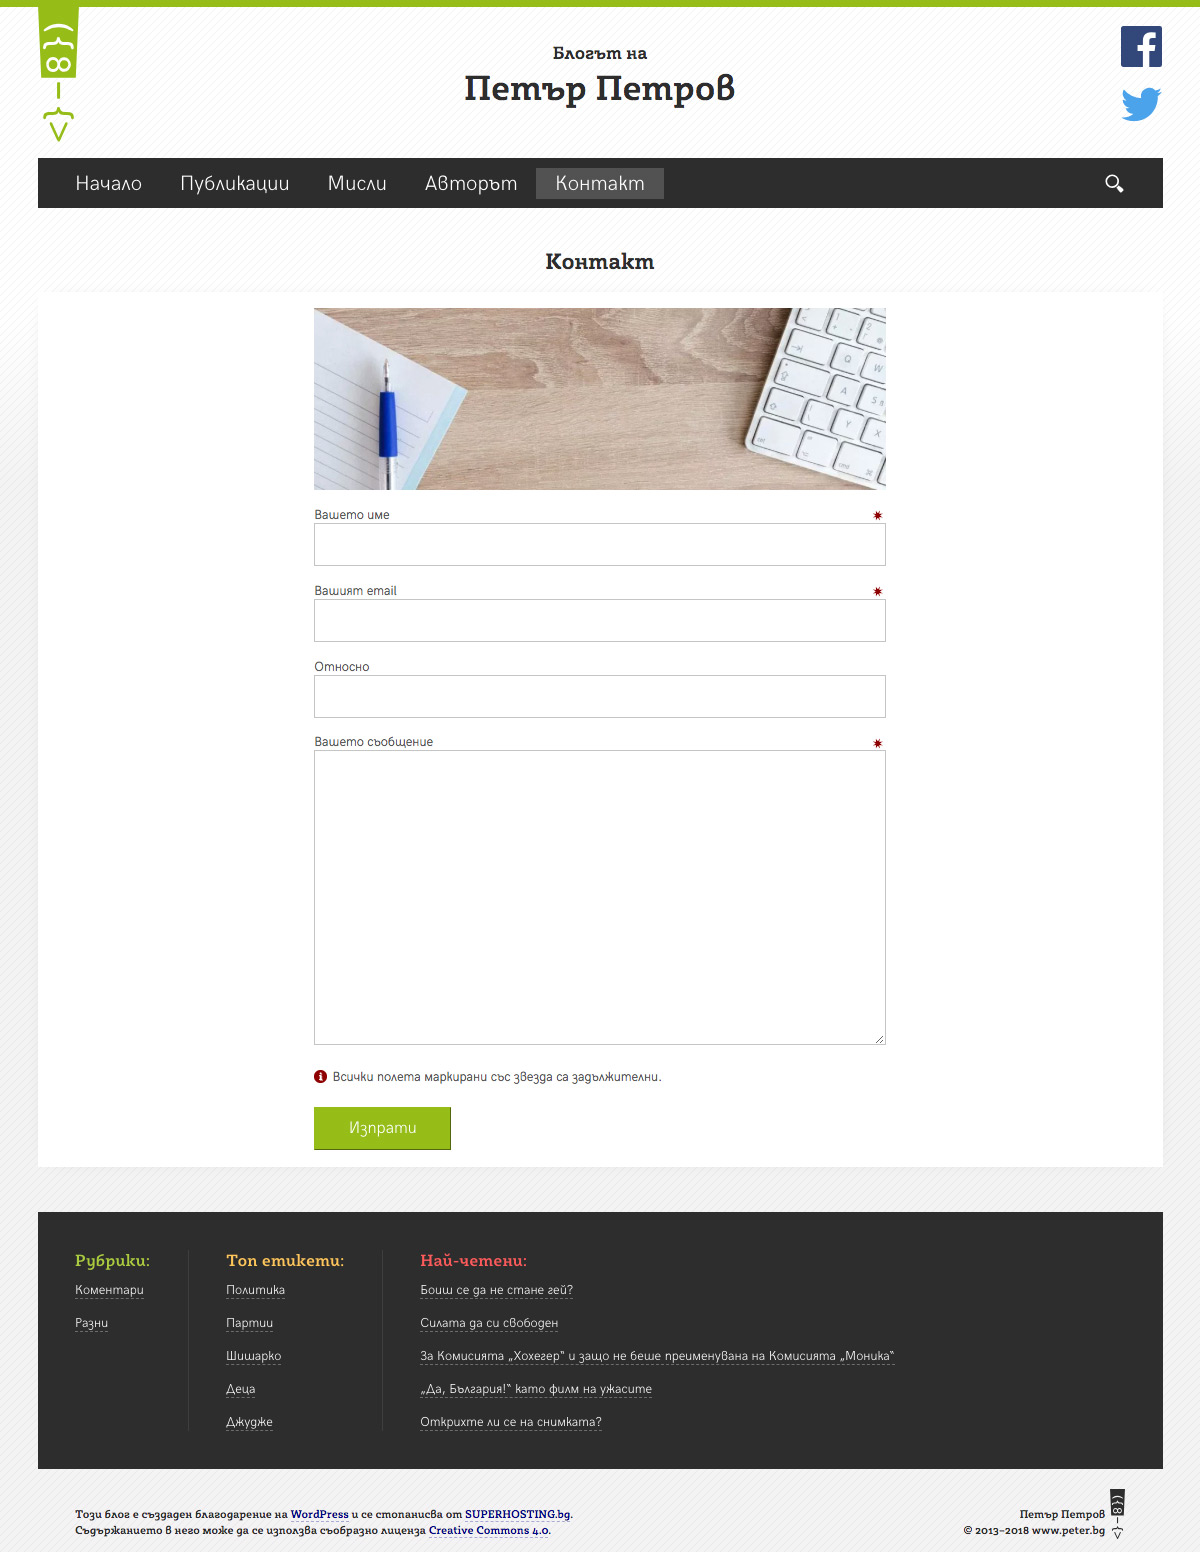 Блогът на
Петър Петров
Начало Публикации Мисли Авторът Контакт
Контакт
Вашето име
Вашият email
Относно
Вашето съобщение
Всички полета маркирани със звезда са задължителни.
Изпрати
Рубрики:
Коментари
Разни
Топ етикети:
Политика
Партии
Шишарко
Деца
Джудже
Най-четени:
Боиш се да не стане гей?
Силата да си свободен
За Комисията „Хохегер“ и защо не беше преименувана на Комисията „Моника“
„Да, България!“ като филм на ужасите
Открихте ли се на снимката?
Този блог е създаден благодарение на WordPress и се стопанисва от SUPERHOSTING.bg.
Съдържанието в него може да се използва съобразно лиценза Creative Commons 4.0.
Петър Петров
© 2013–2018 www.peter.bg